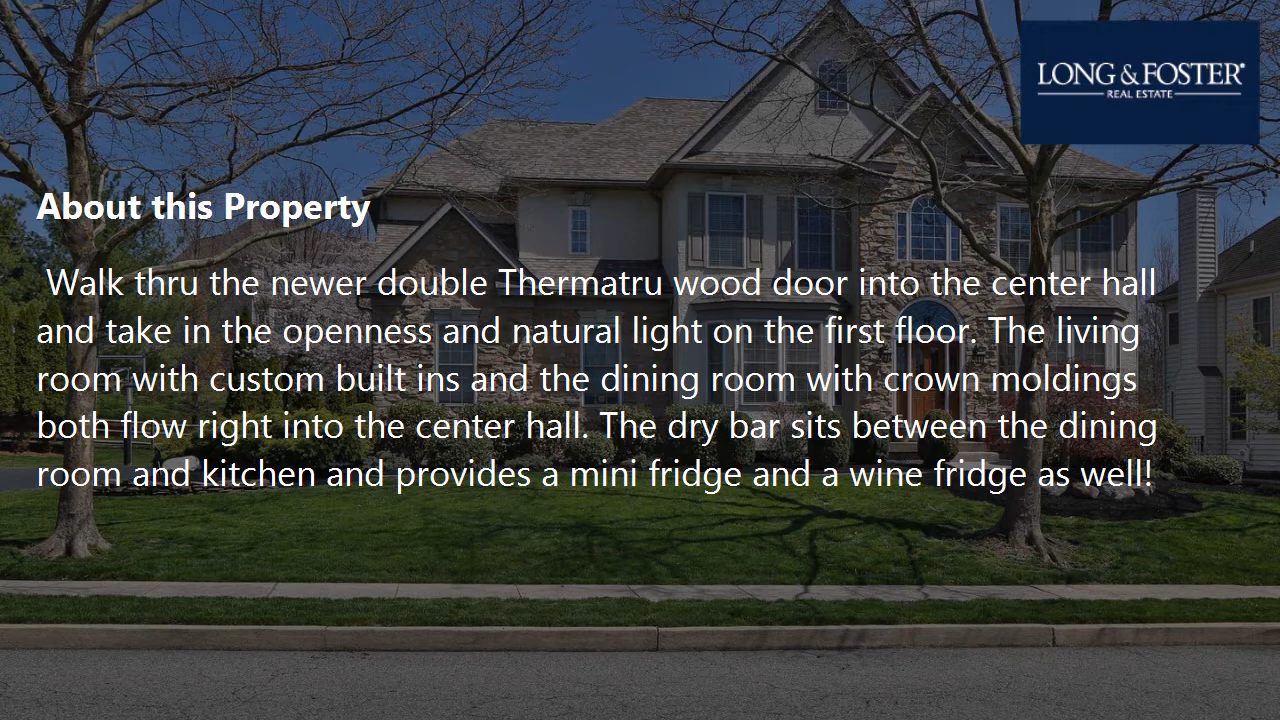 LONG & FOSTER®
REAL ESTATE
About this Property
Walk thru the newer double Thermatru wood door into the center hall
and take in the openness and natural light on the first floor. The living
room with custom built ins and the dining room with crown moldings
both flow right into the center hall. The dry bar sits between the dining
room and kitchen and provides a mini fridge and a wine fridge as well!